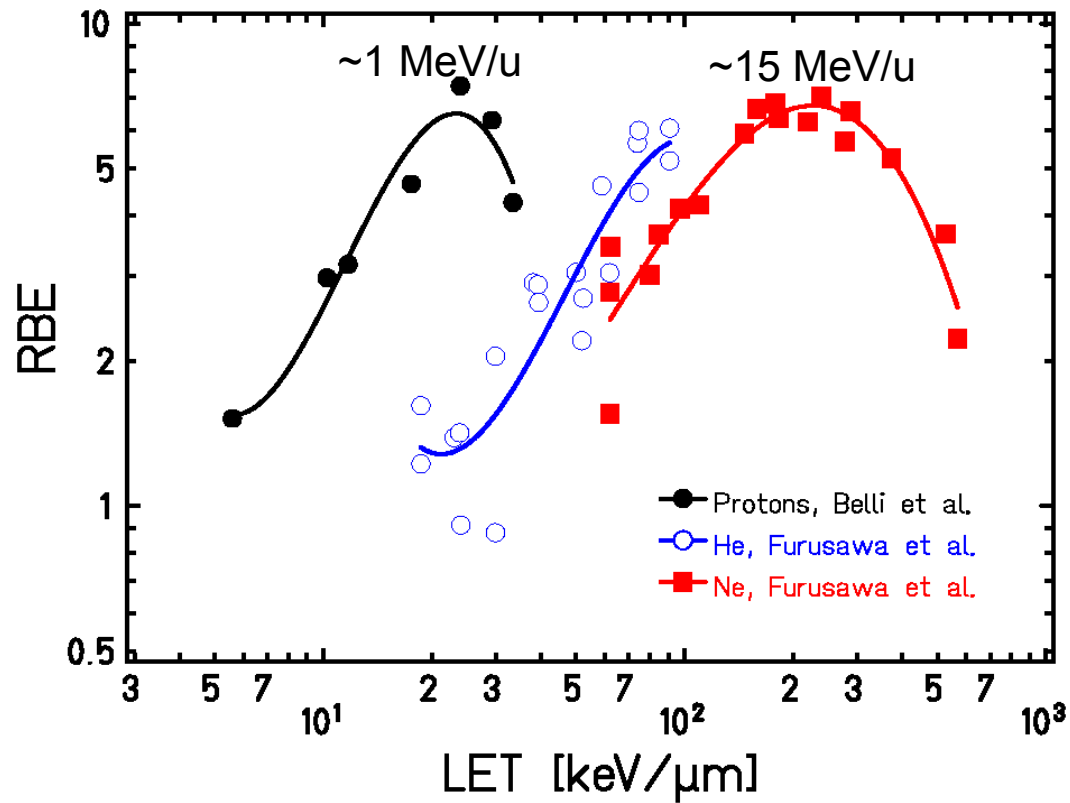 10
~1 MeV/u
~15 MeV/u
5
RBE
2
1
Protons, Belli et al.
He, Furusawa et al.
Ne, Furusawa et al.
0.5
3 5 7 2 3 5 7 2 3 5 7
10¹ 10² 10³
LET [keV/μm]